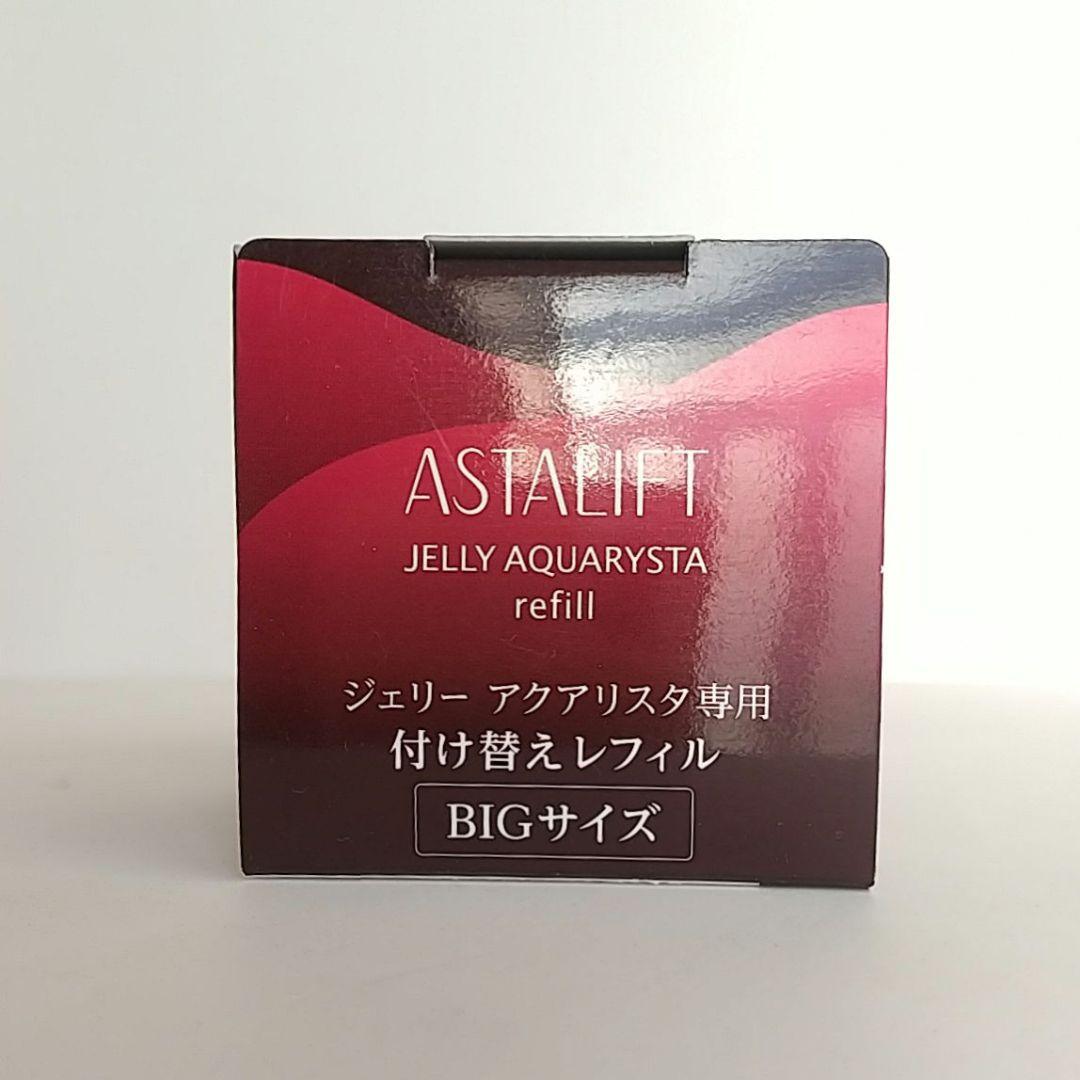 ASTALIFT
JELLY AQUARYSTA
refill
ジェリー アクアリスタ専用
付け替えレフィル
BIGサイズ